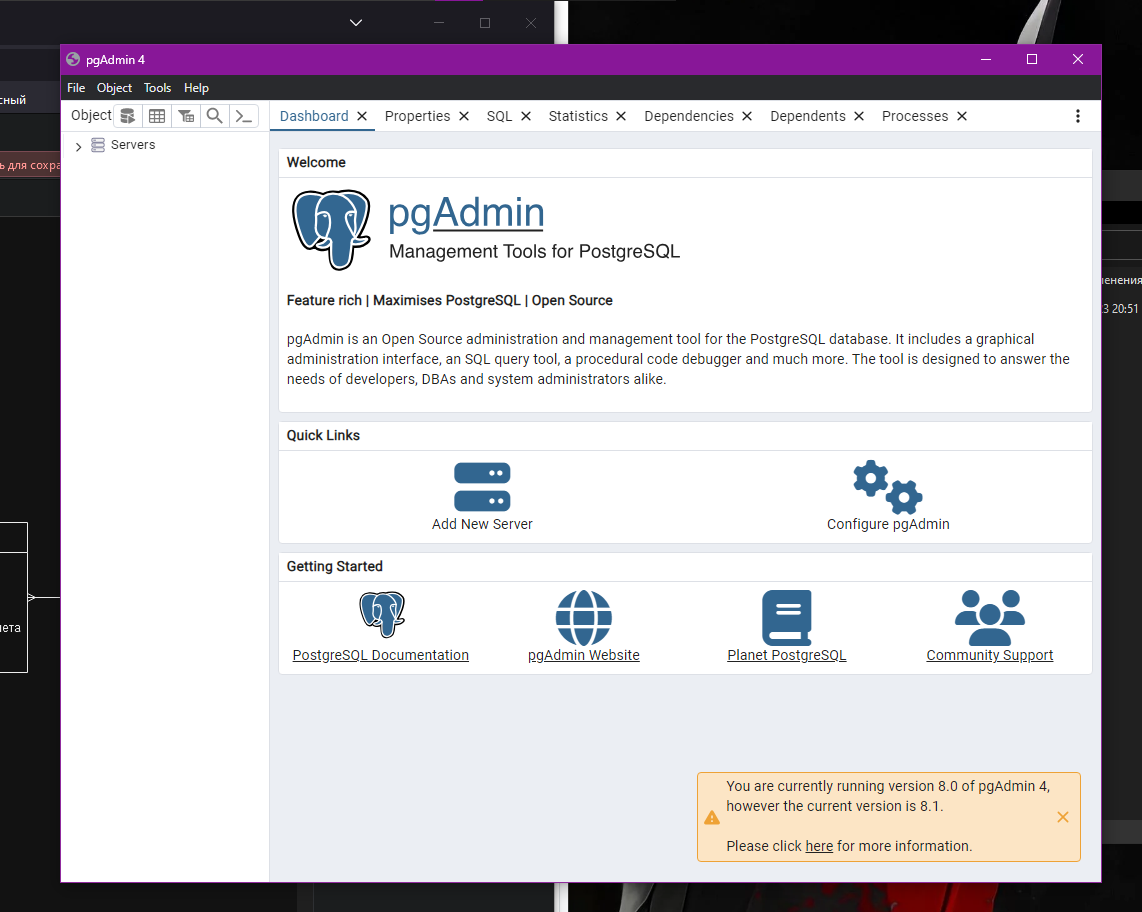 pgAdmin 4
File Object Tools Help
сный
Object
Dashboard Properties SQL Statistics Dependencies Dependents Processes
Servers
ь для сохра
Welcome
pgAdmin
Management Tools for PostgreSQL
Feature rich | Maximises PostgreSQL | Open Source
pgAdmin is an Open Source administration and management tool for the PostgreSQL database. It includes a graphical
administration interface, an SQL query tool, a procedural code debugger and much more. The tool is designed to answer the
needs of developers, DBAs and system administrators alike.
енения
3 20:51
Quick Links
Add New Server Configure pgAdmin
Getting Started
PostgreSQL Documentation pgAdmin Website Planet PostgreSQL Community Support
ета
You are currently running version 8.0 of pgAdmin 4,
however the current version is 8.1.
Please click here for more information.